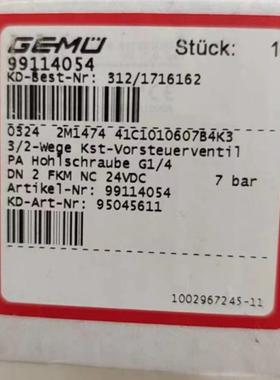 GEMÜ
Stück: 1
99114054
KD-Best-Nr: 312/1716162
0324 2M1474 41C1010607B4K3
3/2-Wege Kst-Vorsteuerventil
PA Hohlschraube G1/4
DN 2 FKM NC 24VDC 7 bar
Artikel-Nr: 99114054
KD-Art-Nr: 95045611
1002967245-11